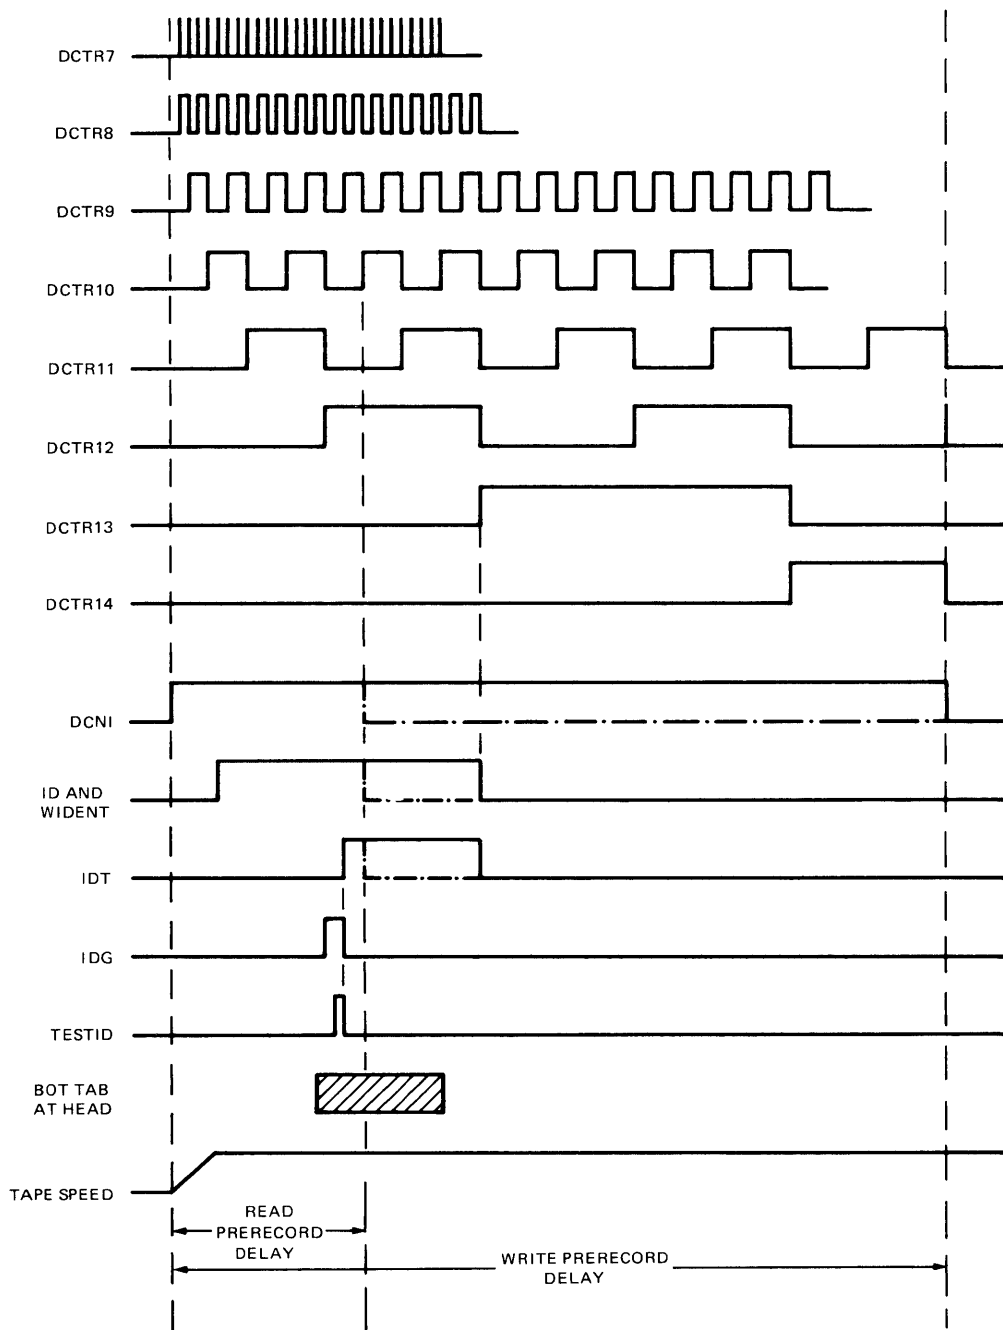 DCTR7
DCTR8
DCTR9
DCTR10
DCTR11
DCTR12
DCTR13
DCTR14
DCNI
ID AND
WIDENT
IDT
IDG
TESTID
BOT TAB
AT HEAD
TAPE SPEED
READ
PRERECORD
DELAY
WRITE PRERECORD
DELAY